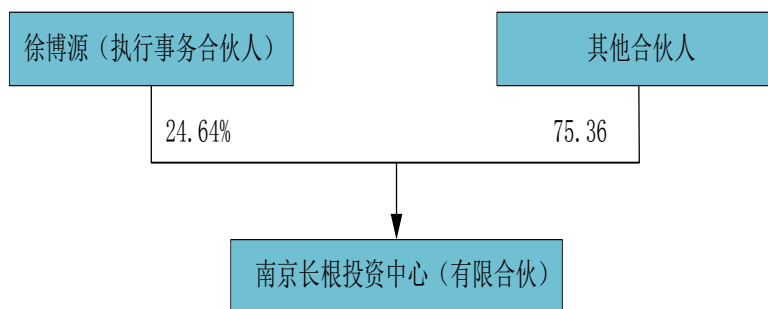 徐博源（执行事务合伙人）
其他合伙人
24.64%
75.36
南京长根投资中心（有限合伙）